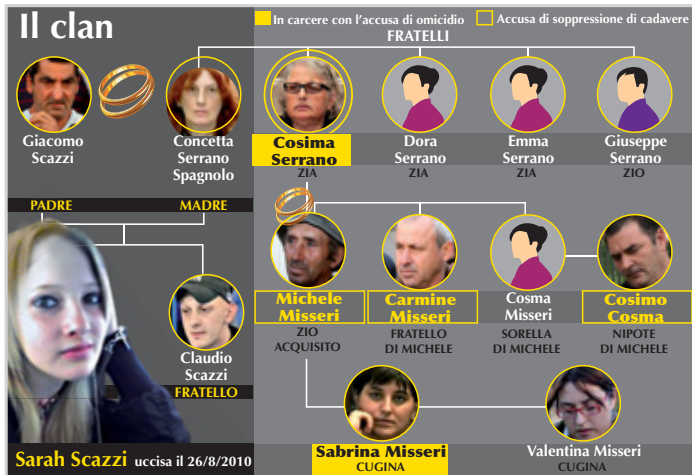 Il clan
In carcere con l'accusa di omicidio
Accusa di soppressione di cadavere
FRATELLI
Giacomo
Scazzi
Concetta
Serrano
Spagnolo
Cosima
Serrano
ZIA
Dora
Serrano
ZIA
Emma
Serrano
ZIA
Giuseppe
Serrano
ZIO
PADRE
MADRE
Michele
Misseri
ZIO
ACQUISITO
Carmine
Misseri
FRATELLO
DI MICHELE
Cosma
Misseri
SORELLA
DI MICHELE
Cosimo
Cosma
NIPOTE
DI MICHELE
Claudio
Scazzi
FRATELLO
Sabrina Misseri
CUGINA
Valentina Misseri
CUGINA
Sarah Scazzi uccisa il 26/8/2010